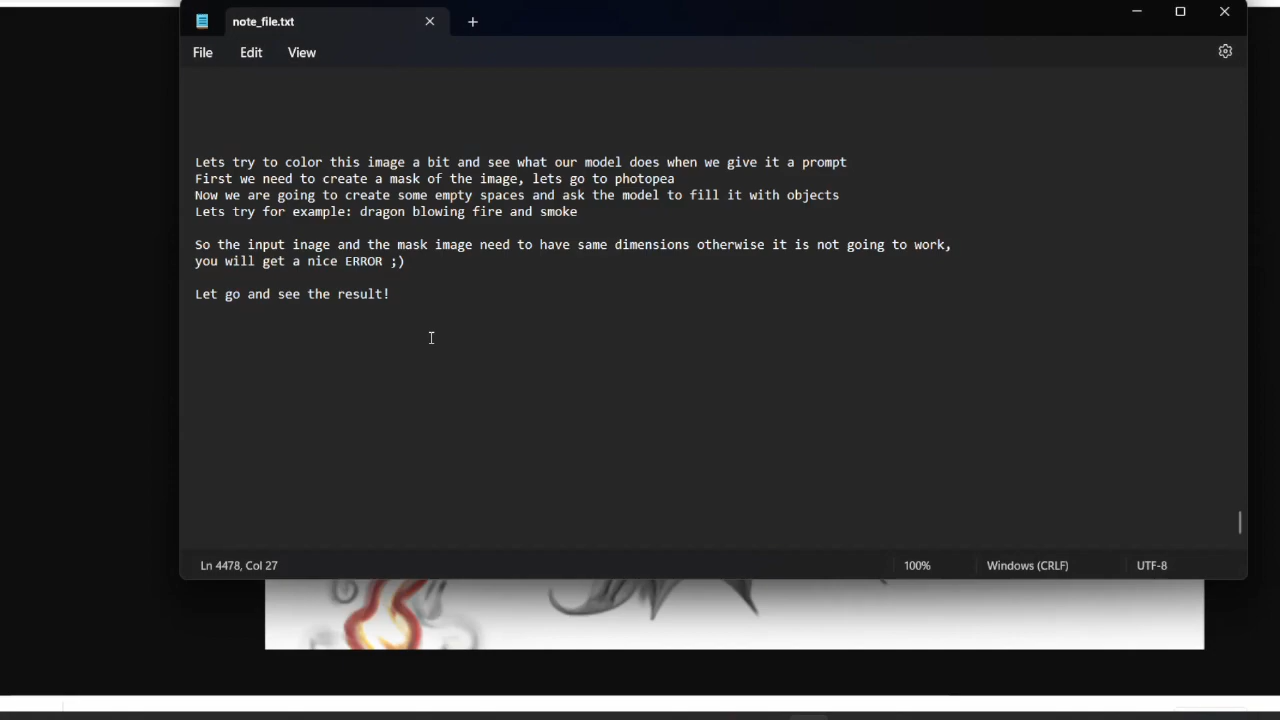 note_file.txt
File Edit View
Lets try to color this image a bit and see what our model does when we give it a prompt
First we need to create a mask of the image, lets go to photopea
Now we are going to create some empty spaces and ask the model to fill it with objects
Lets try for example: dragon blowing fire and smoke
So the input inage and the mask image need to have same dimensions otherwise it is not going to work,
you will get a nice ERROR ;)
Let go and see the result!
Ln 4478, Col 27 100% Windows (CRLF) UTF-8